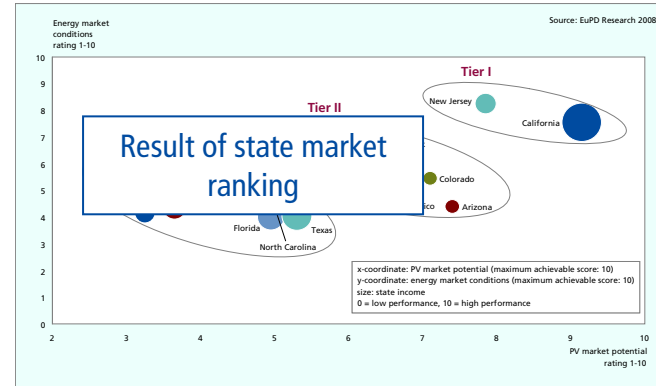 Energy market
conditions
rating 1-10
Source: EuPD Research 2008
10
9
8
7
6
5
4
3
2
1
0
Tier I
Tier II
New Jersey
California
Result of state market
ranking
Colorado
Arizona
Florida
Texas
North Carolina
x-coordinate: PV market potential (maximum achievable score: 10)
y-coordinate: energy market conditions (maximum achievable score: 10)
size: state income
0 = low performance, 10 = high performance
2 3 4 5 6 7 8 9 10
PV market potential
rating 1-10